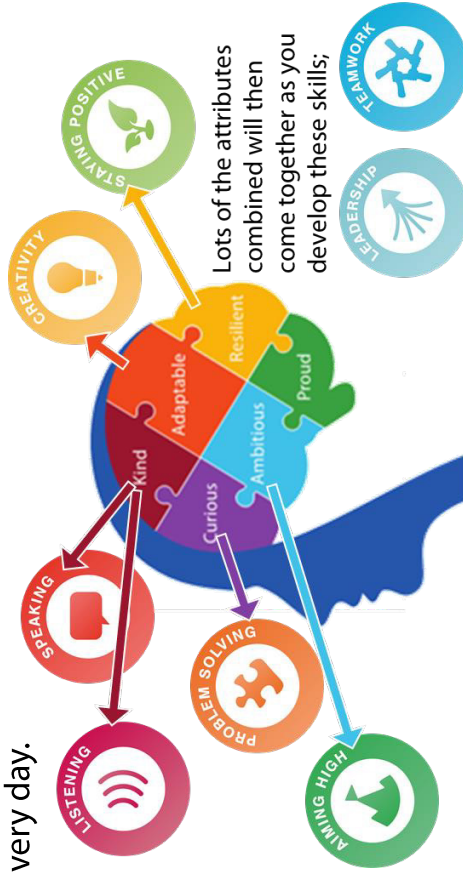 very day.
LISTENING
SPEAKING
CREATIVITY
STAYING POSITIVE
PROBLEM SOLVING
AIMING HIGH
Kind
Adaptable
Resilient
Curious
Ambitious
Proud
Lots of the attributes
combined will then
come together as you
develop these skills;
LEADERSHIP
TEAMWORK